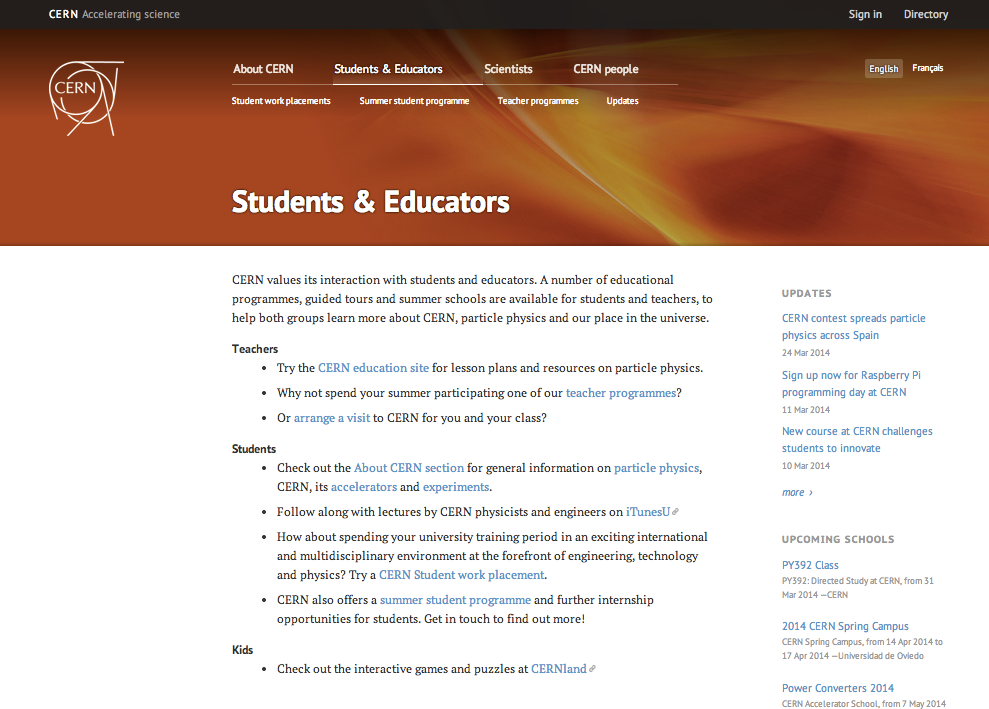 CERN Accelerating science
Sign in Directory
CERN
About CERN Students & Educators Scientists CERN people
English Français
Student work placements Summer student programme Teacher programmes Updates
Students & Educators
CERN values its interaction with students and educators. A number of educational
programmes, guided tours and summer schools are available for students and teachers, to
help both groups learn more about CERN, particle physics and our place in the universe.
Teachers
• Try the CERN education site for lesson plans and resources on particle physics.
• Why not spend your summer participating one of our teacher programmes?
• Or arrange a visit to CERN for you and your class?
Students
• Check out the About CERN section for general information on particle physics,
CERN, its accelerators and experiments.
• Follow along with lectures by CERN physicists and engineers on iTunesU
• How about spending your university training period in an exciting international
and multidisciplinary environment at the forefront of engineering, technology
and physics? Try a CERN Student work placement.
• CERN also offers a summer student programme and further internship
opportunities for students. Get in touch to find out more!
Kids
• Check out the interactive games and puzzles at CERNland
UPDATES
CERN contest spreads particle
physics across Spain
24 Mar 2014
Sign up now for Raspberry Pi
programming day at CERN
11 Mar 2014
New course at CERN challenges
students to innovate
10 Mar 2014
more ›
UPCOMING SCHOOLS
PY392 Class
PY392: Directed Study at CERN, from 31
Mar 2014 —CERN
2014 CERN Spring Campus
CERN Spring Campus, from 14 Apr 2014 to
17 Apr 2014 —Universidad de Oviedo
Power Converters 2014
CERN Accelerator School, from 7 May 2014